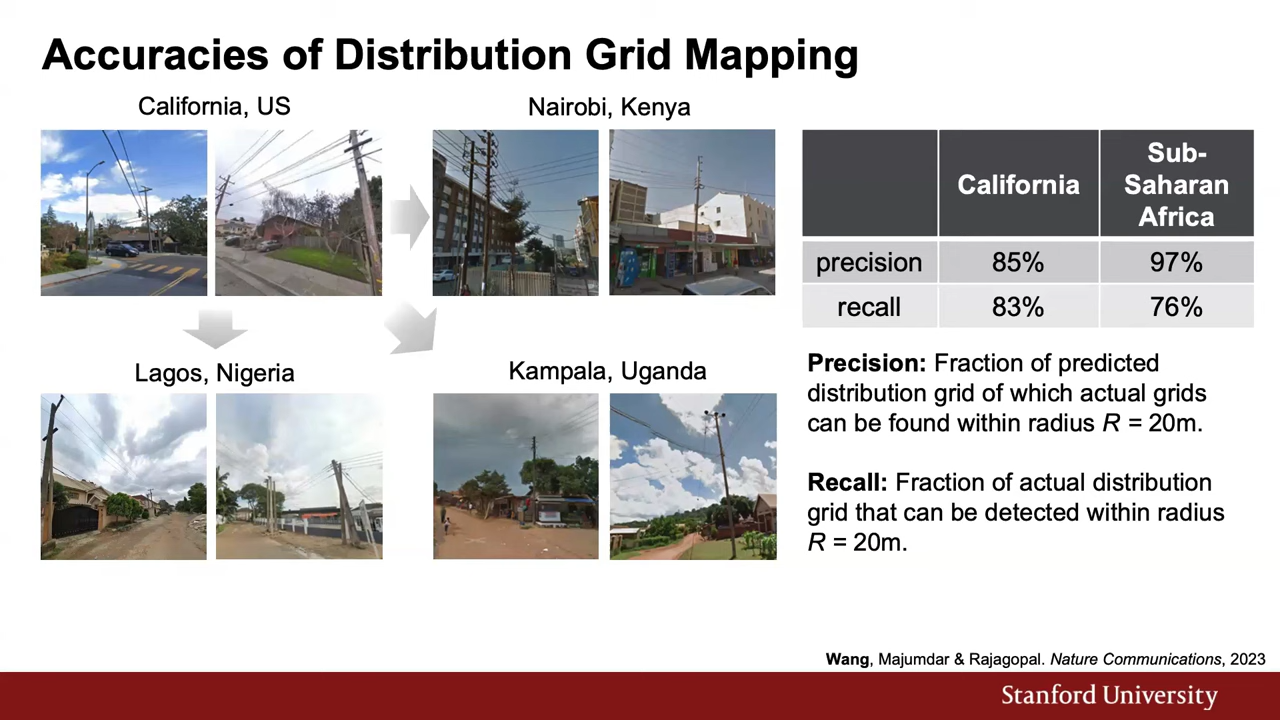 Accuracies of Distribution Grid Mapping
California, US
Nairobi, Kenya
Lagos, Nigeria
Kampala, Uganda
California
Sub-
Saharan
Africa
precision 85% 97%
recall 83% 76%
Precision: Fraction of predicted
distribution grid of which actual grids
can be found within radius R = 20m.
Recall: Fraction of actual distribution
grid that can be detected within radius
R = 20m.
Wang, Majumdar & Rajagopal. Nature Communications, 2023
Stanford University